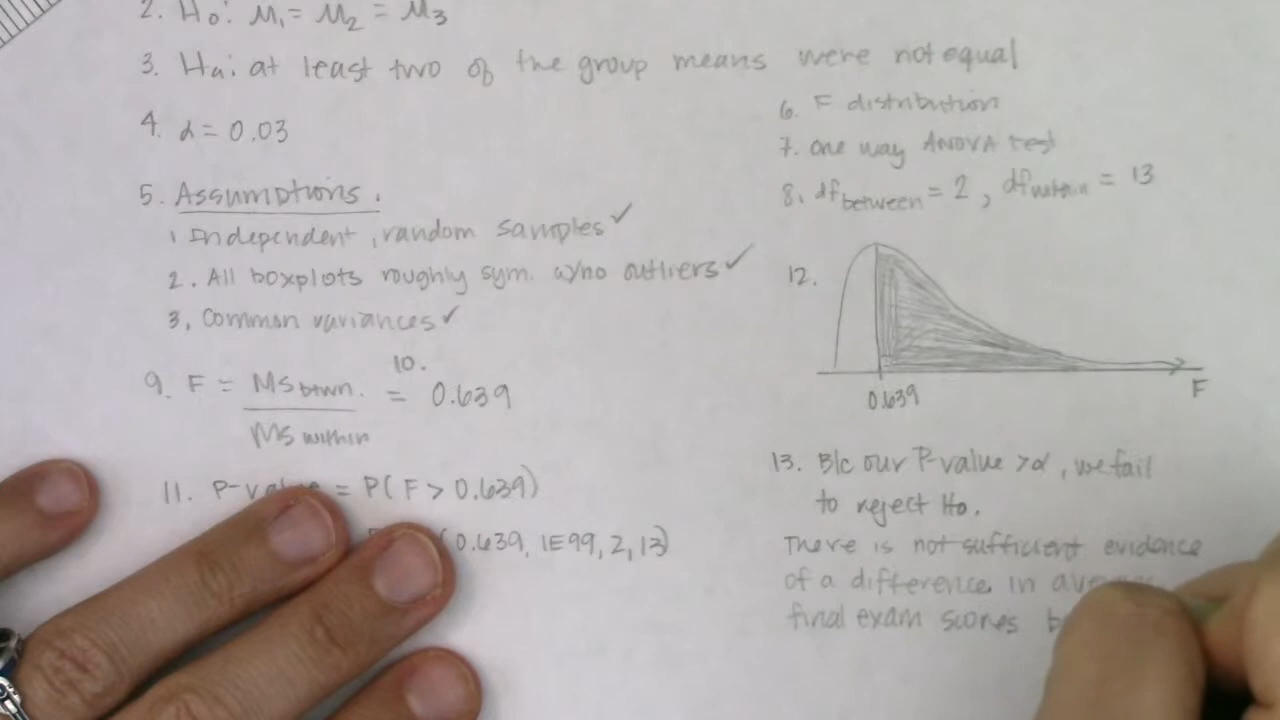 2. Ho: μ₁ = μ₂ = μ₃
3. Ha: at least two of the group means were not equal
4. α = 0.03
5. Assumptions.
1 Independent, random samples ✓
2. All boxplots roughly sym. w/no outliers ✓
3, Common variances ✓
9. F = MS btwn. / MS within = 10. 0.639
11. P-value = P(F > 0.639)
(0.639, 1E99, 2, 13)
6. F distribution
7. one way ANOVA test
8. df between = 2, df within = 13
12.
0.639
F
13. B/c our P-value > α, we fail
to reject Ho.
There is not sufficient evidence
of a difference in
final exam scores